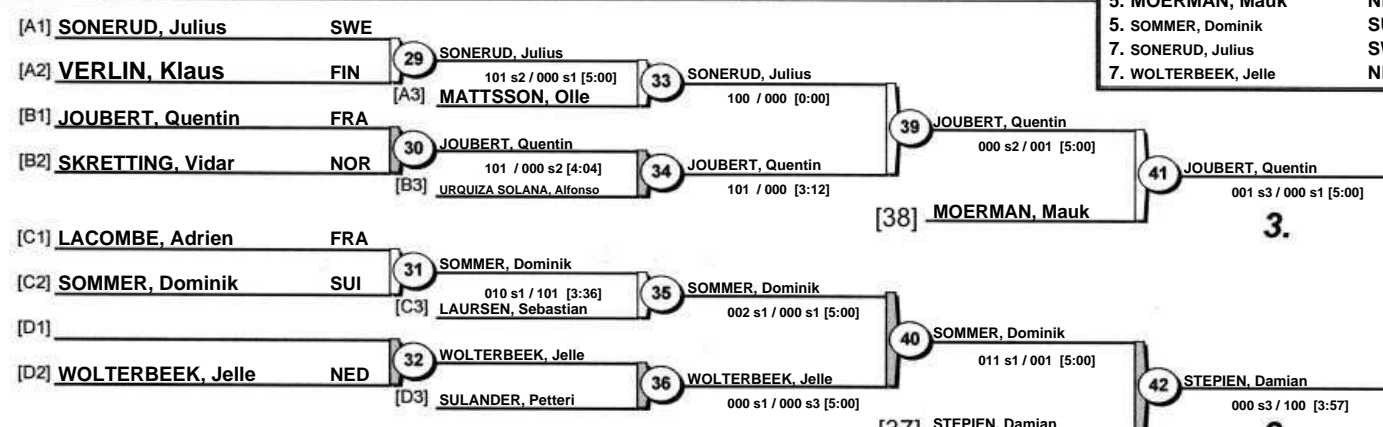 5. MOERMAN, Mauk
5. SOMMER, Dominik
7. SONERUD, Julius
7. WOLTERBEEK, Jelle
[A1] SONERUD, Julius SWE
29 SONERUD, Julius
[A2] VERLIN, Klaus FIN
101 s2 / 000 s1 [5:00]
[A3] MATTSSON, Olle
33 SONERUD, Julius
100 / 000 [0:00]
[B1] JOUBERT, Quentin FRA
30 JOUBERT, Quentin
[B2] SKRETTING, Vidar NOR
101 / 000 s2 [4:04]
[B3] URQUIZA SOLANA, Alfonso
34 JOUBERT, Quentin
101 / 000 [3:12]
39 JOUBERT, Quentin
000 s2 / 001 [5:00]
[38] MOERMAN, Mauk
41 JOUBERT, Quentin
001 s3 / 000 s1 [5:00]
3.
[C1] LACOMBE, Adrien FRA
31 SOMMER, Dominik
[C2] SOMMER, Dominik SUI
010 s1 / 101 [3:36]
[C3] LAURSEN, Sebastian
35 SOMMER, Dominik
002 s1 / 000 s1 [5:00]
[D1]
32 WOLTERBEEK, Jelle
[D2] WOLTERBEEK, Jelle NED
[D3] SULANDER, Petteri
36 WOLTERBEEK, Jelle
000 s1 / 000 s3 [5:00]
40 SOMMER, Dominik
011 s1 / 001 [5:00]
[37] STEPIEN, Damian
42 STEPIEN, Damian
000 s3 / 100 [3:57]